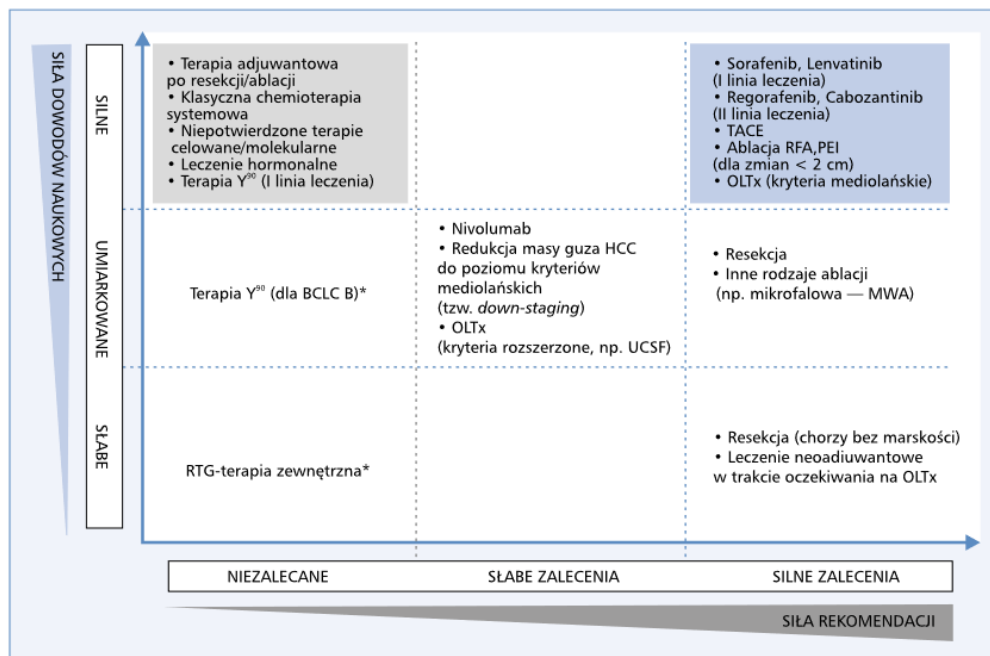 SIŁA DOWODÓW NAUKOWYCH
SILNE
• Terapia adjuwantowa
po resekcji/ablacji
• Klasyczna chemioterapia
systemowa
• Niepotwierdzone terapie
celowane/molekularne
• Leczenie hormonalne
• Terapia Y⁹⁰ (I linia leczenia)
• Sorafenib, Lenvatinib
(I linia leczenia)
• Regorafenib, Cabozantinib
(II linia leczenia)
• TACE
• Ablacja RFA,PEI
(dla zmian < 2 cm)
• OLTx (kryteria mediolańskie)
UMIARKOWANE
Terapia Y⁹⁰ (dla BCLC B)*
• Nivolumab
• Redukcja masy guza HCC
do poziomu kryteriów
mediolańskich
(tzw. down-staging)
• OLTx
(kryteria rozszerzone, np. UCSF)
• Resekcja
• Inne rodzaje ablacji
(np. mikrofalowa — MWA)
SŁABE
RTG-terapia zewnętrzna*
• Resekcja (chorzy bez marskości)
• Leczenie neoadiuwantowe
w trakcie oczekiwania na OLTx
NIEZALECANE
SŁABE ZALECENIA
SILNE ZALECENIA
SIŁA REKOMENDACJI